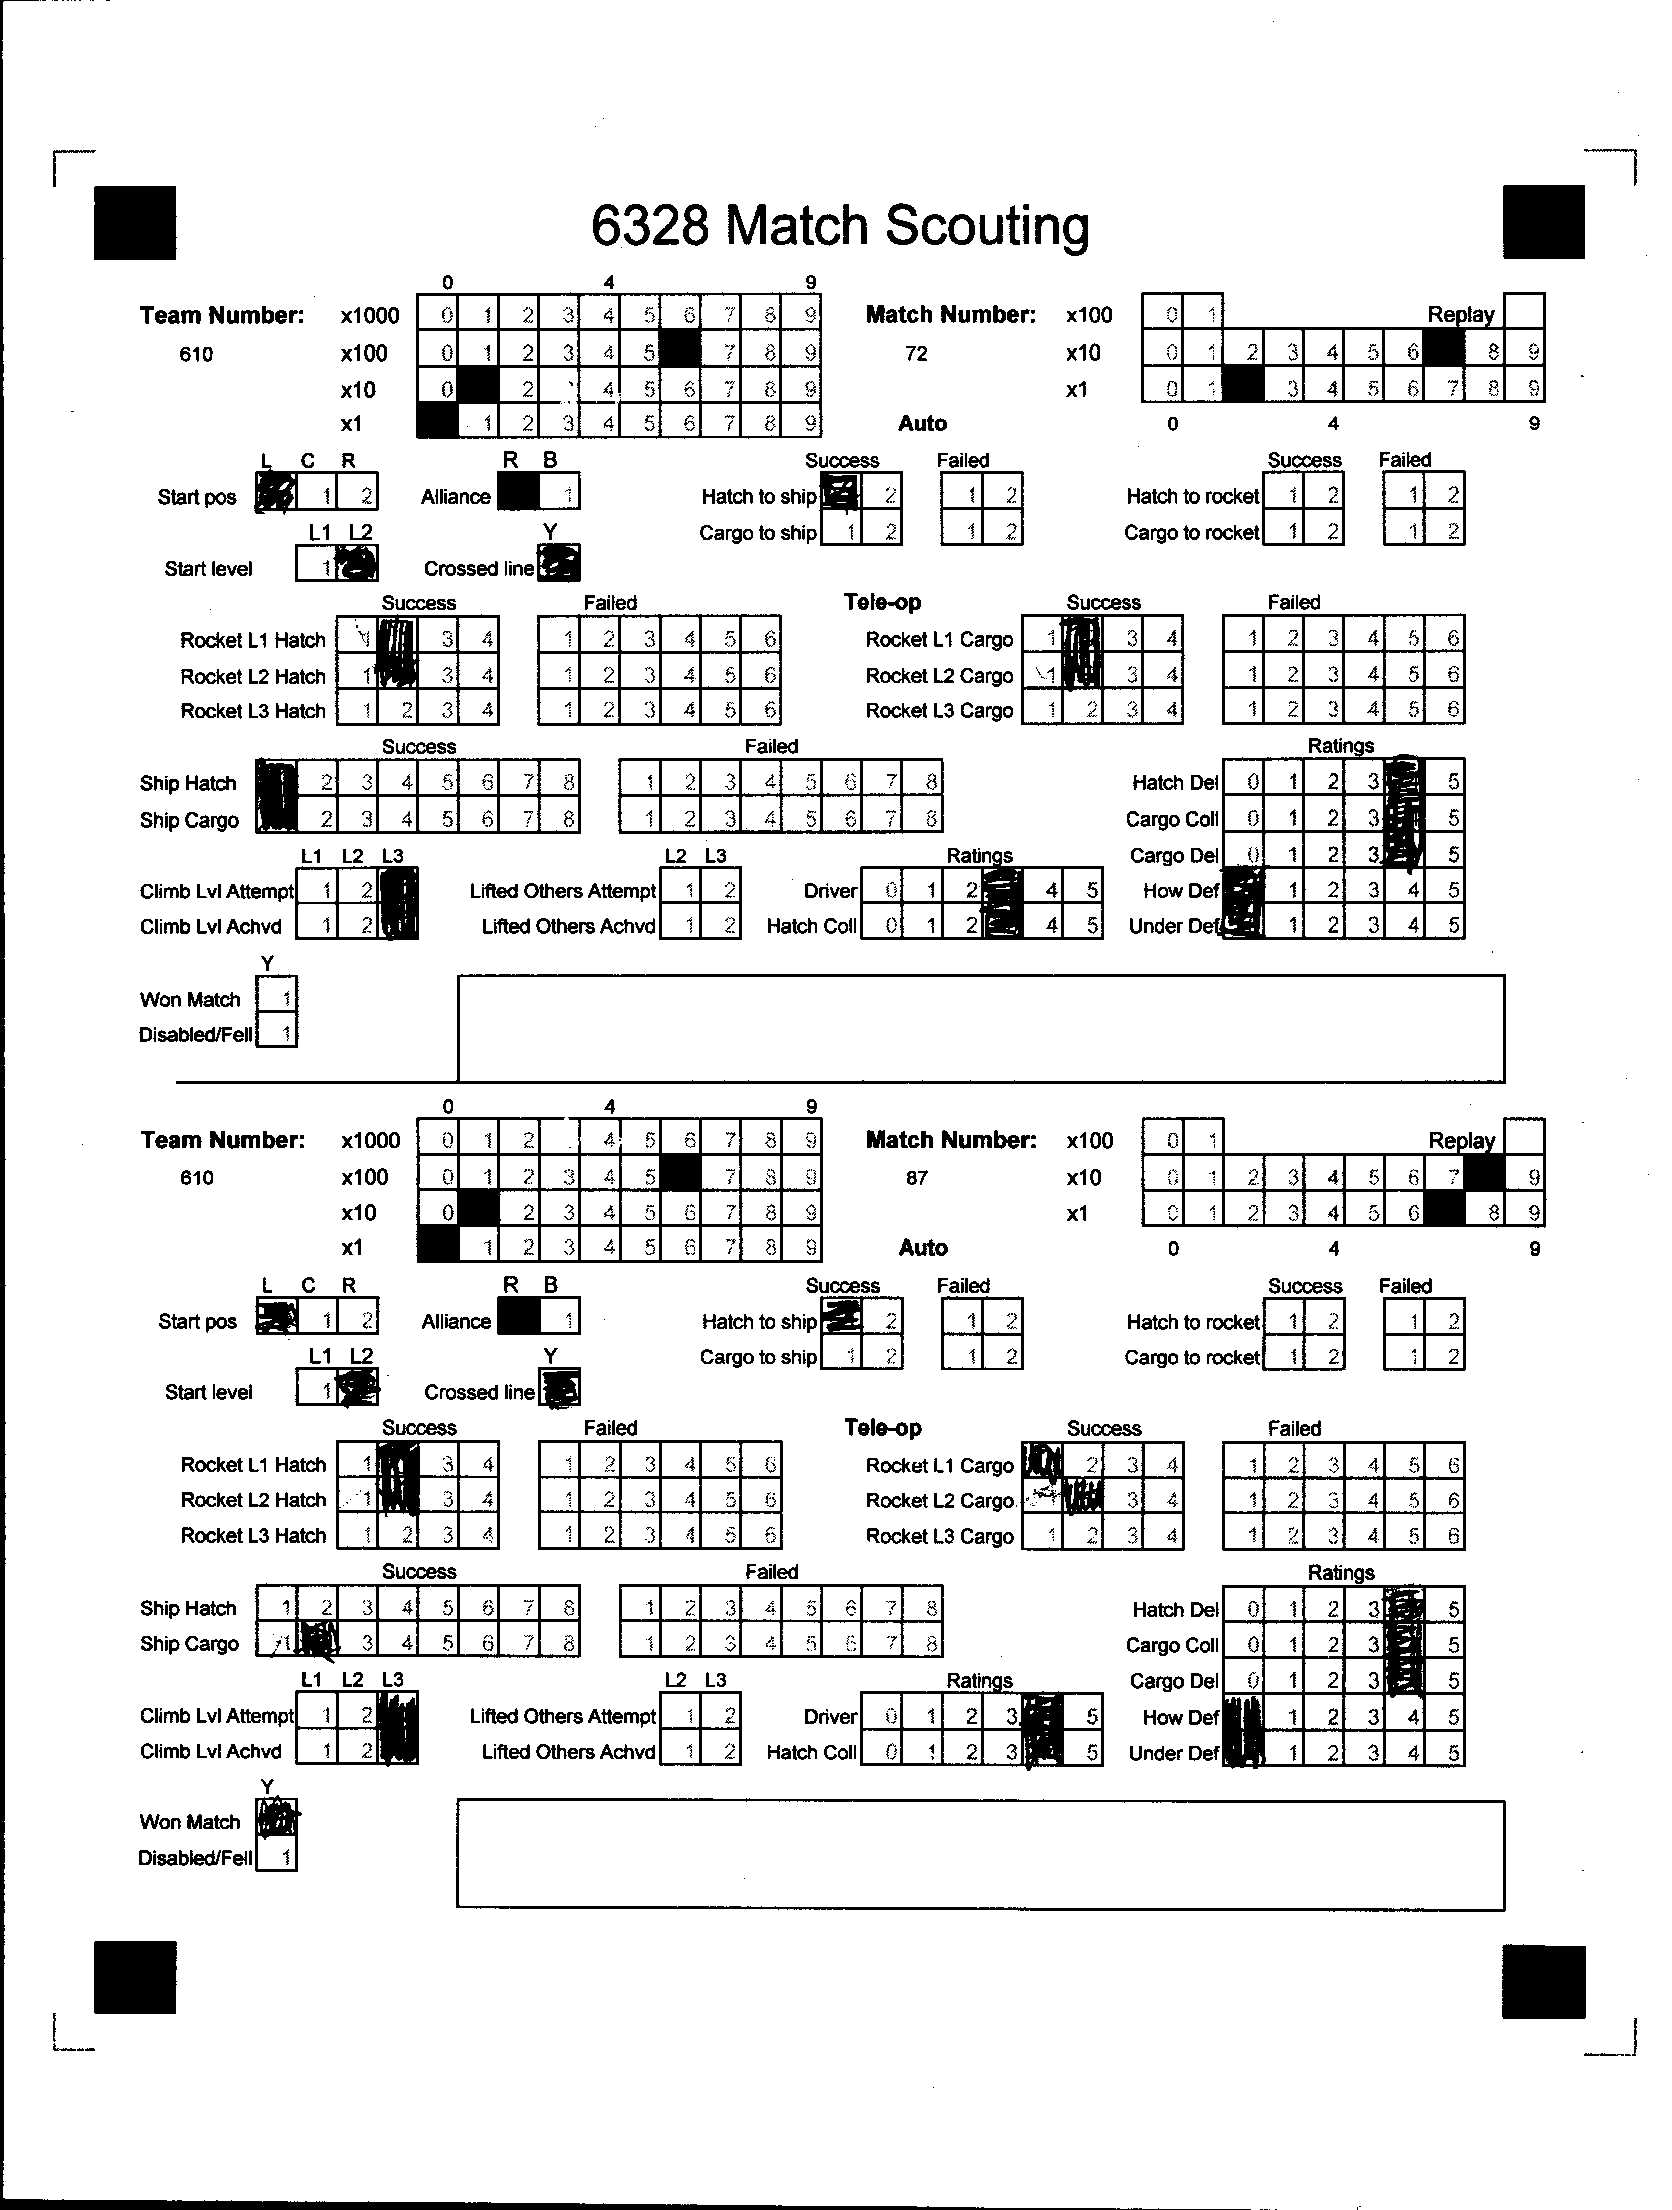 6328 Match Scouting
0 4 9
Team Number: x1000 0 1 2 3 4 5 6 7 8 9 Match Number: x100 0 1 Replay
610 x100 0 1 2 3 4 5 7 8 9 72 x10 0 1 2 3 4 5 6 8 9
x10 0 2 4 5 6 7 8 9 x1 0 1 3 4 5 6 7 8 9
x1 1 2 3 4 5 6 7 8 9 Auto 0 4 9
L C R R B Success Failed Success Failed
Start pos 1 2 Alliance 1 Hatch to ship 2 1 2 Hatch to rocket 1 2 1 2
L1 L2 Y Cargo to ship 1 2 1 2 Cargo to rocket 1 2 1 2
Start level 1 Crossed line
Success Failed Tele-op Success Failed
Rocket L1 Hatch 1 3 4 1 2 3 4 5 6 Rocket L1 Cargo 1 3 4 1 2 3 4 5 6
Rocket L2 Hatch 1 3 4 1 2 3 4 5 6 Rocket L2 Cargo 1 3 4 1 2 3 4 5 6
Rocket L3 Hatch 1 2 3 4 1 2 3 4 5 6 Rocket L3 Cargo 1 2 3 4 1 2 3 4 5 6
Success Failed Ratings
Ship Hatch 2 3 4 5 6 7 8 1 2 3 4 5 6 7 8 Hatch Del 0 1 2 3 5
Ship Cargo 2 3 4 5 6 7 8 1 2 3 4 5 6 7 8 Cargo Coll 0 1 2 3 5
L1 L2 L3 L2 L3 Ratings Cargo Del 0 1 2 3 5
Climb Lvl Attempt 1 2 Lifted Others Attempt 1 2 Driver 0 1 2 4 5 How Def 1 2 3 4 5
Climb Lvl Achvd 1 2 Lifted Others Achvd 1 2 Hatch Coll 0 1 2 4 5 Under Def 1 2 3 4 5
Y
Won Match 1
Disabled/Fell 1
0 4 9
Team Number: x1000 0 1 2 4 5 6 7 8 9 Match Number: x100 0 1 Replay
610 x100 0 1 2 3 4 5 7 8 9 87 x10 0 1 2 3 4 5 6 7 9
x10 0 2 3 4 5 6 7 8 9 x1 0 1 2 3 4 5 6 8 9
x1 1 2 3 4 5 6 7 8 9 Auto 0 4 9
L C R R B Success Failed Success Failed
Start pos 1 2 Alliance 1 Hatch to ship 2 1 2 Hatch to rocket 1 2 1 2
L1 L2 Y Cargo to ship 1 2 1 2 Cargo to rocket 1 2 1 2
Start level 1 Crossed line
Success Failed Tele-op Success Failed
Rocket L1 Hatch 1 3 4 1 2 3 4 5 6 Rocket L1 Cargo 2 3 4 1 2 3 4 5 6
Rocket L2 Hatch 1 3 4 1 2 3 4 5 6 Rocket L2 Cargo 3 4 1 2 3 4 5 6
Rocket L3 Hatch 1 2 3 4 1 2 3 4 5 6 Rocket L3 Cargo 1 2 3 4 1 2 3 4 5 6
Success Failed Ratings
Ship Hatch 1 2 3 4 5 6 7 8 1 2 3 4 5 6 7 8 Hatch Del 0 1 2 3 5
Ship Cargo 1 3 4 5 6 7 8 1 2 3 4 5 6 7 8 Cargo Coll 0 1 2 3 5
L1 L2 L3 L2 L3 Ratings Cargo Del 0 1 2 3 5
Climb Lvl Attempt 1 2 Lifted Others Attempt 1 2 Driver 0 1 2 3 5 How Def 1 2 3 4 5
Climb Lvl Achvd 1 2 Lifted Others Achvd 1 2 Hatch Coll 0 1 2 3 5 Under Def 1 2 3 4 5
Y
Won Match
Disabled/Fell 1